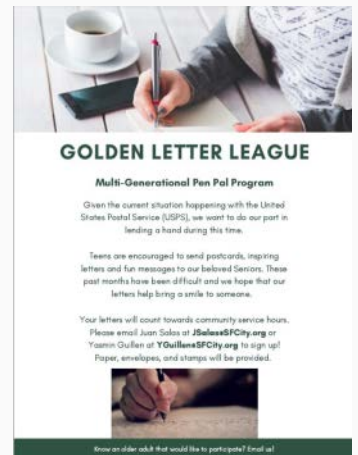 GOLDEN LETTER LEAGUE
Multi-Generational Pen Pal Program
Given the current situation happening with the United
States Postal Service (USPS), we want to do our part in
lending a hand during this time.
Teens are encouraged to send postcards, inspiring
letters and fun messages to our beloved Seniors. These
past months have been difficult and we hope that our
letters help bring a smile to someone.
Your letters will count towards community service hours.
Please email Juan Salas at JSalas@SFCity.org or
Yasmin Guillen at YGuillen@SFCity.org to sign up!
Paper, envelopes, and stamps will be provided.
Know an older adult that would like to participate? Email us!